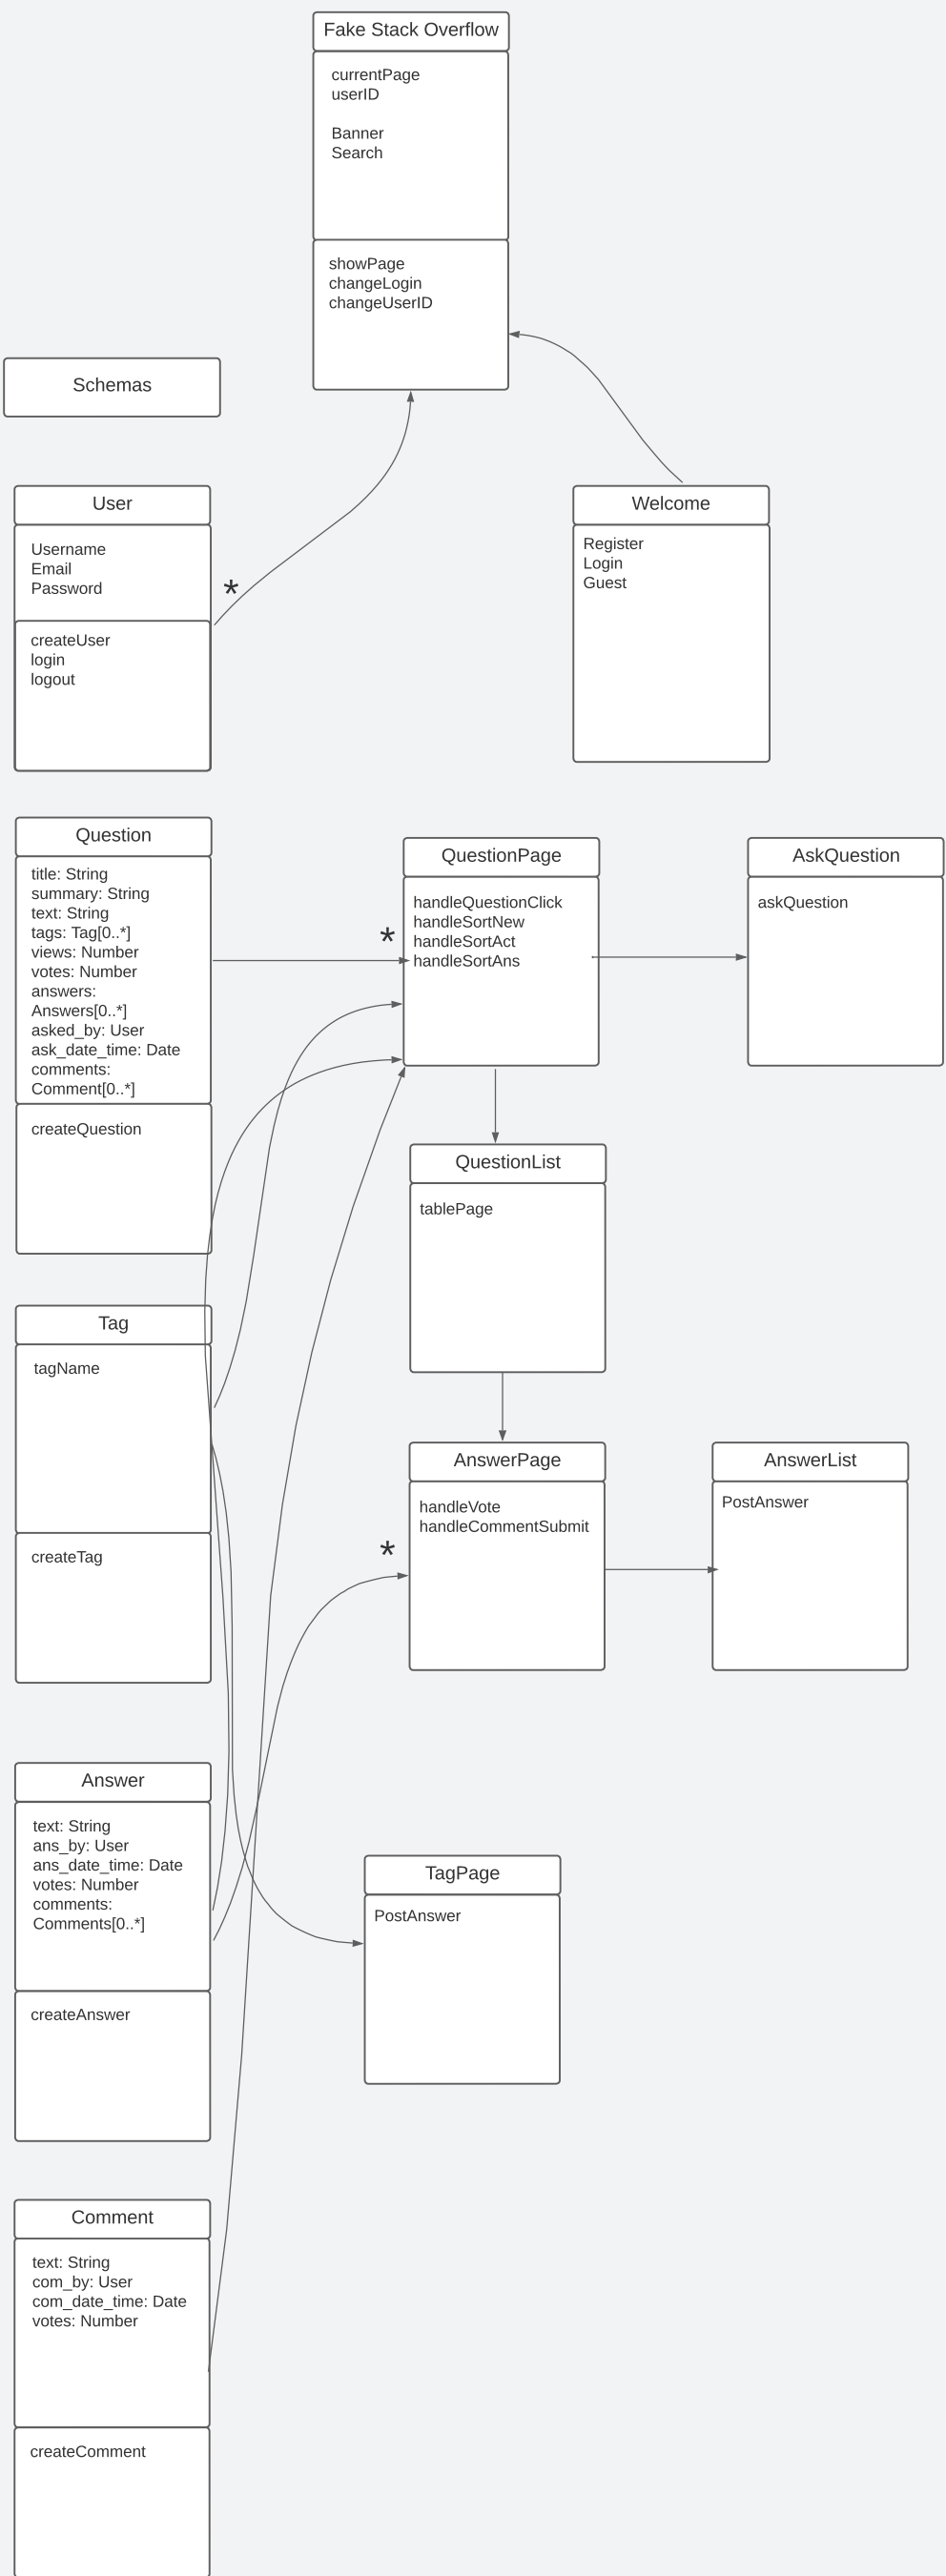 Fake Stack Overflow
currentPage
userID
Banner
Search
showPage
changeLogin
changeUserID
Schemas
User
Username
Email
Password
createUser
login
logout
*
Welcome
Register
Login
Guest
Question
title: String
summary: String
text: String
tags: Tag[0..*]
views: Number
votes: Number
answers:
Answers[0..*]
asked_by: User
ask_date_time: Date
comments:
Comment[0..*]
createQuestion
*
QuestionPage
handleQuestionClick
handleSortNew
handleSortAct
handleSortAns
AskQuestion
askQuestion
QuestionList
tablePage
Tag
tagName
createTag
*
AnswerPage
handleVote
handleCommentSubmit
AnswerList
PostAnswer
Answer
text: String
ans_by: User
ans_date_time: Date
votes: Number
comments:
Comments[0..*]
createAnswer
TagPage
PostAnswer
Comment
text: String
com_by: User
com_date_time: Date
votes: Number
createComment